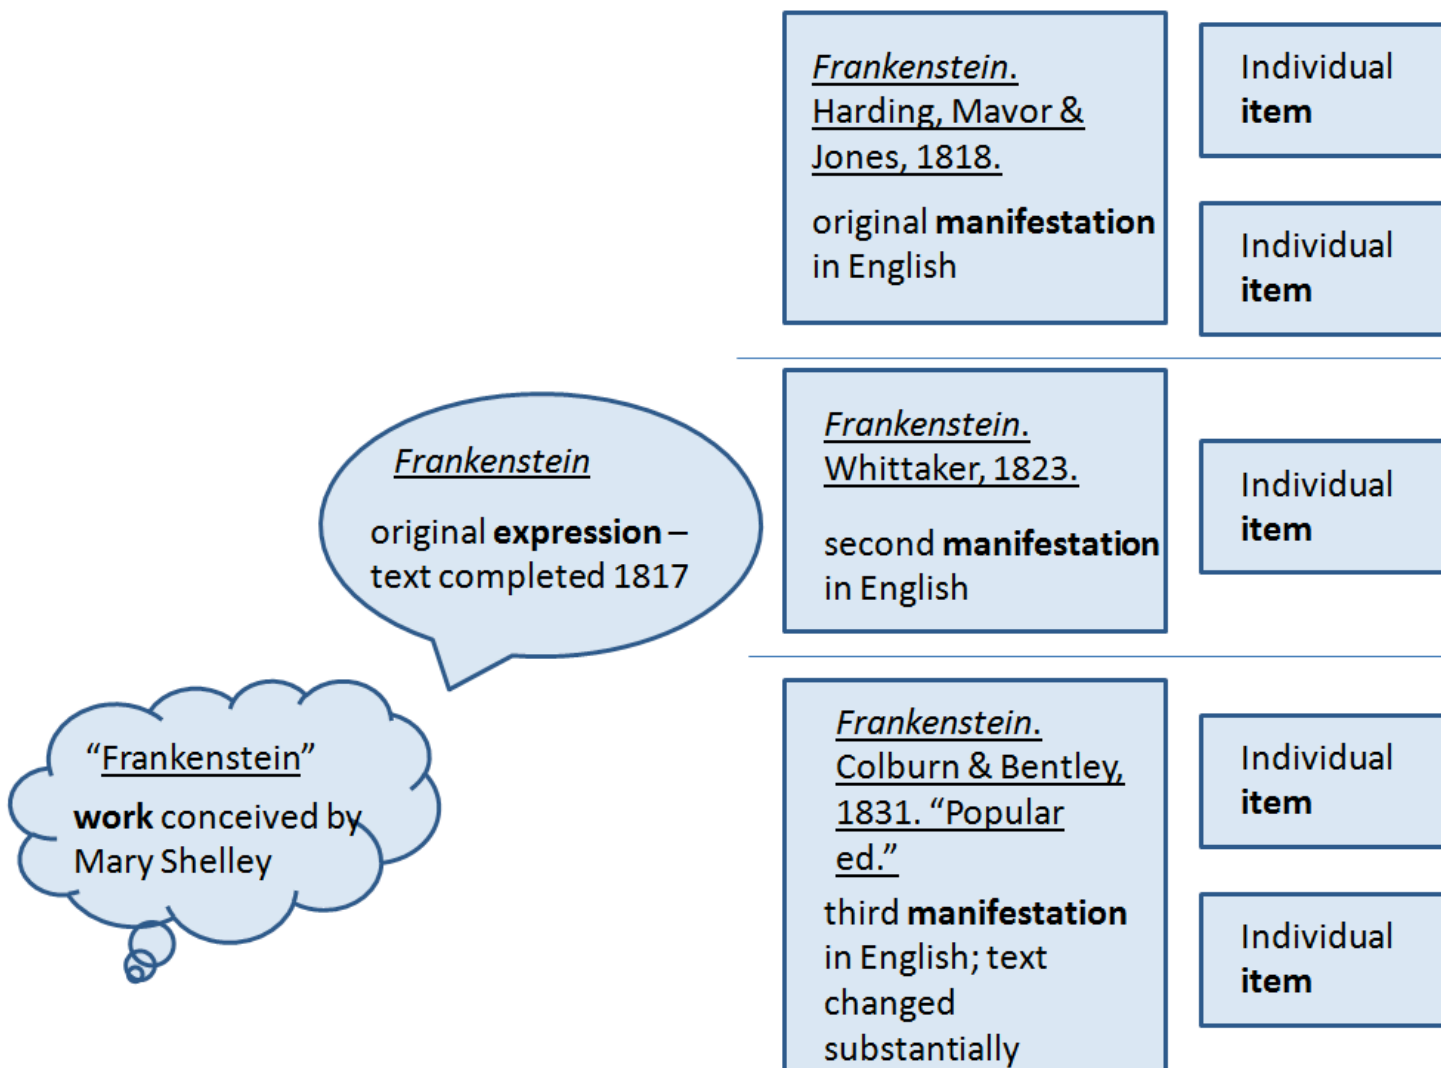 Frankenstein.
Harding, Mavor &
Jones, 1818.
original manifestation
in English
Individual
item
Individual
item
Frankenstein
original expression –
text completed 1817
Frankenstein.
Whittaker, 1823.
second manifestation
in English
Individual
item
“Frankenstein”
work conceived by
Mary Shelley
Frankenstein.
Colburn & Bentley,
1831. “Popular
ed.”
third manifestation
in English; text
changed
substantially
Individual
item
Individual
item